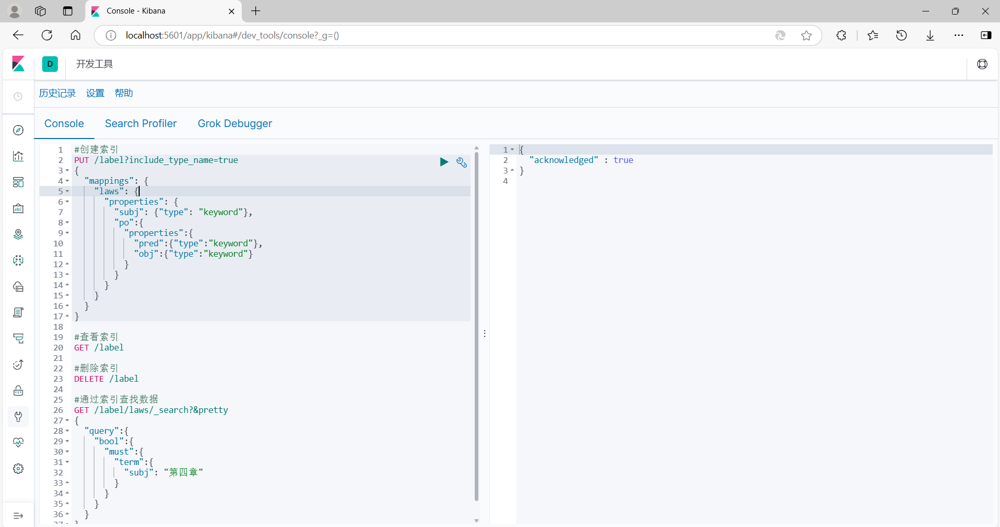 Console - Kibana
localhost:5601/app/kibana#/dev_tools/console?_g=()
D
开发工具
历史记录 设置 帮助
Console Search Profiler Grok Debugger
1 #创建索引
2 PUT /label?include_type_name=true
3 {
4 "mappings": {
5 "laws": {
6 "properties": {
7 "subj": {"type": "keyword"},
8 "po":{
9 "properties":{
10 "pred":{"type":"keyword"},
11 "obj":{"type":"keyword"}
12 }
13 }
14 }
15 }
16 }
17 }
18
19 #查看索引
20 GET /label
21
22 #删除索引
23 DELETE /label
24
25 #通过索引查找数据
26 GET /label/laws/_search?&pretty
27 {
28 "query":{
29 "bool":{
30 "must":{
31 "term":{
32 "subj": "第四章"
33 }
34 }
35 }
36 }
37 }
1 {
2 "acknowledged" : true
3 }
4